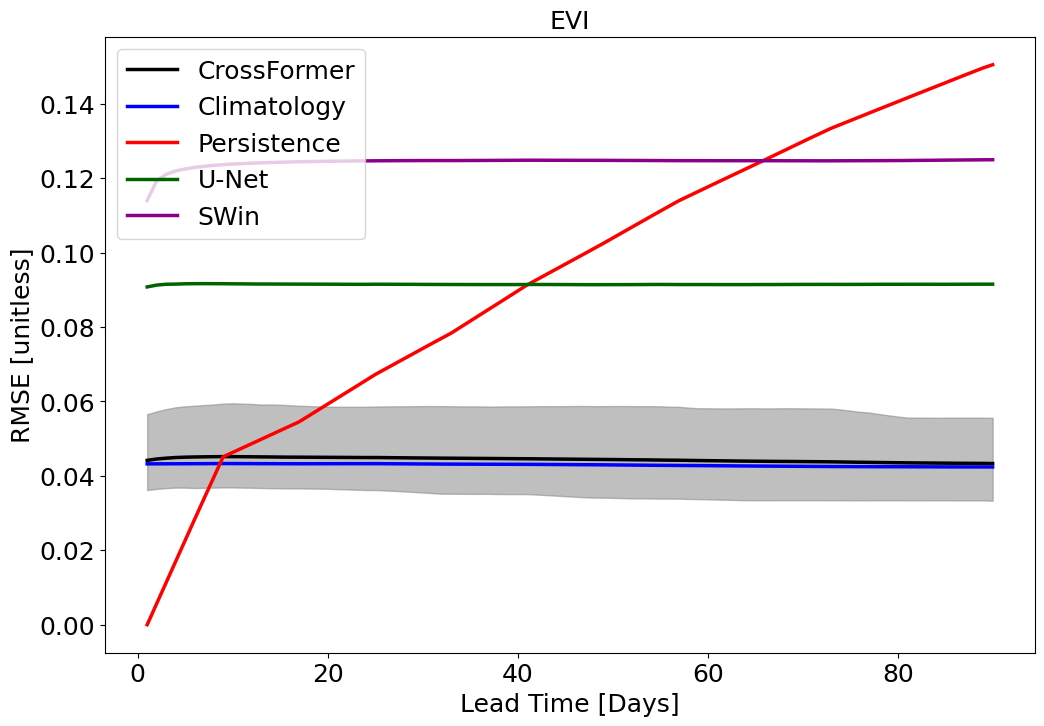 EVI
CrossFormer
Climatology
Persistence
U-Net
SWin
RMSE [unitless]
0.14
0.12
0.10
0.08
0.06
0.04
0.02
0.00
0 20 40 60 80
Lead Time [Days]